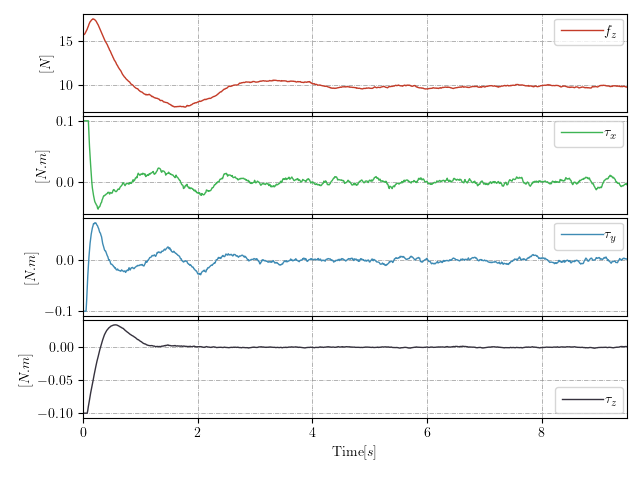 f_z
15
10
[N]
τ_x
0.1
0.0
[N.m]
τ_y
0.0
−0.1
[N.m]
τ_z
0.00
−0.05
−0.10
[N.m]
0 2 4 6 8
Time[s]